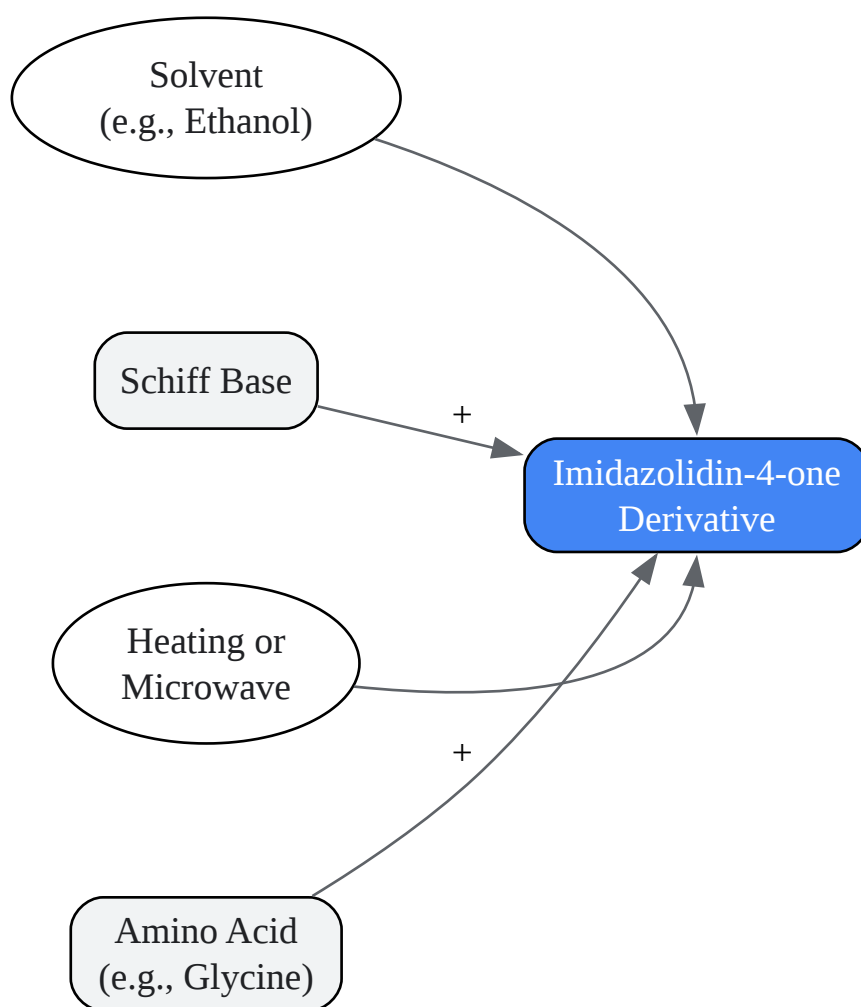 Solvent
(e.g., Ethanol)
Schiff Base
+
Imidazolidin-4-one
Derivative
Heating or
Microwave
+
Amino Acid
(e.g., Glycine)